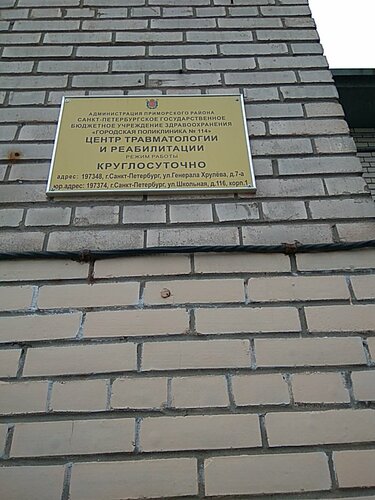 АДМИНИСТРАЦИЯ ПРИМОРСКОГО РАЙОНА
САНКТ-ПЕТЕРБУРГСКОЕ ГОСУДАРСТВЕННОЕ
БЮДЖЕТНОЕ УЧРЕЖДЕНИЕ ЗДРАВООХРАНЕНИЯ
«ГОРОДСКАЯ ПОЛИКЛИНИКА № 114»
ЦЕНТР ТРАВМАТОЛОГИИ
И РЕАБИЛИТАЦИИ
РЕЖИМ РАБОТЫ
КРУГЛОСУТОЧНО
адрес: 197348, г.Санкт-Петербург, ул.Генерала Хрулёва, д.7-а
юр.адрес: 197374, г.Санкт-Петербург, ул.Школьная, д.116, корп.1